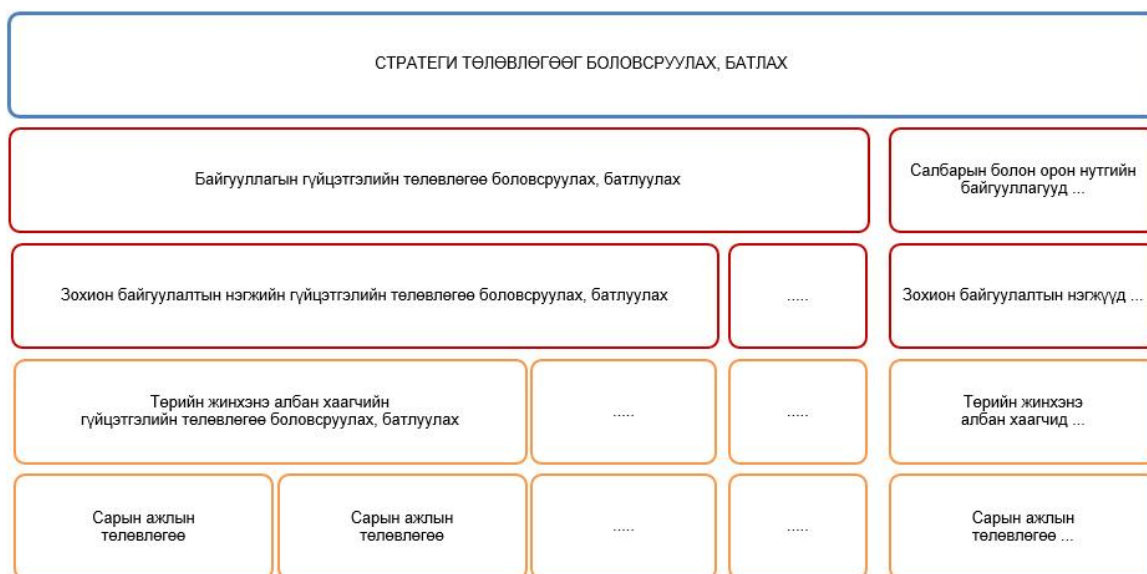 СТРАТЕГИ ТӨЛӨВЛӨГӨӨГ БОЛОВСРУУЛАХ, БАТЛАХ
Байгууллагын гүйцэтгэлийн төлөвлөгөө боловсруулах, батлуулах
Салбарын болон орон нутгийн
байгууллагууд ...
Зохион байгуулалтын нэгжийн гүйцэтгэлийн төлөвлөгөө боловсруулах, батлуулах
.....
Зохион байгуулалтын нэгжүүд ...
Төрийн жинхэнэ албан хаагчийн
гүйцэтгэлийн төлөвлөгөө боловсруулах, батлуулах
.....
.....
Төрийн жинхэнэ
албан хаагчид ...
Сарын ажлын
төлөвлөгөө
Сарын ажлын
төлөвлөгөө
.....
.....
Сарын ажлын
төлөвлөгөө ...